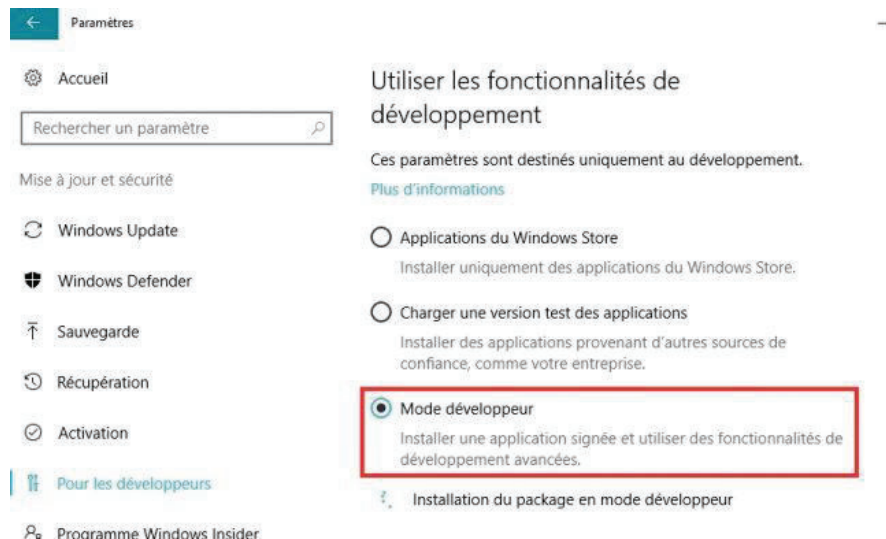 Paramètres
Accueil
Rechercher un paramètre
Mise à jour et sécurité
Windows Update
Windows Defender
Sauvegarde
Récupération
Activation
Pour les développeurs
Programme Windows Insider
Utiliser les fonctionnalités de
développement
Ces paramètres sont destinés uniquement au développement.
Plus d'informations
Applications du Windows Store
Installer uniquement des applications du Windows Store.
Charger une version test des applications
Installer des applications provenant d'autres sources de
confiance, comme votre entreprise.
Mode développeur
Installer une application signée et utiliser des fonctionnalités de
développement avancées.
Installation du package en mode développeur